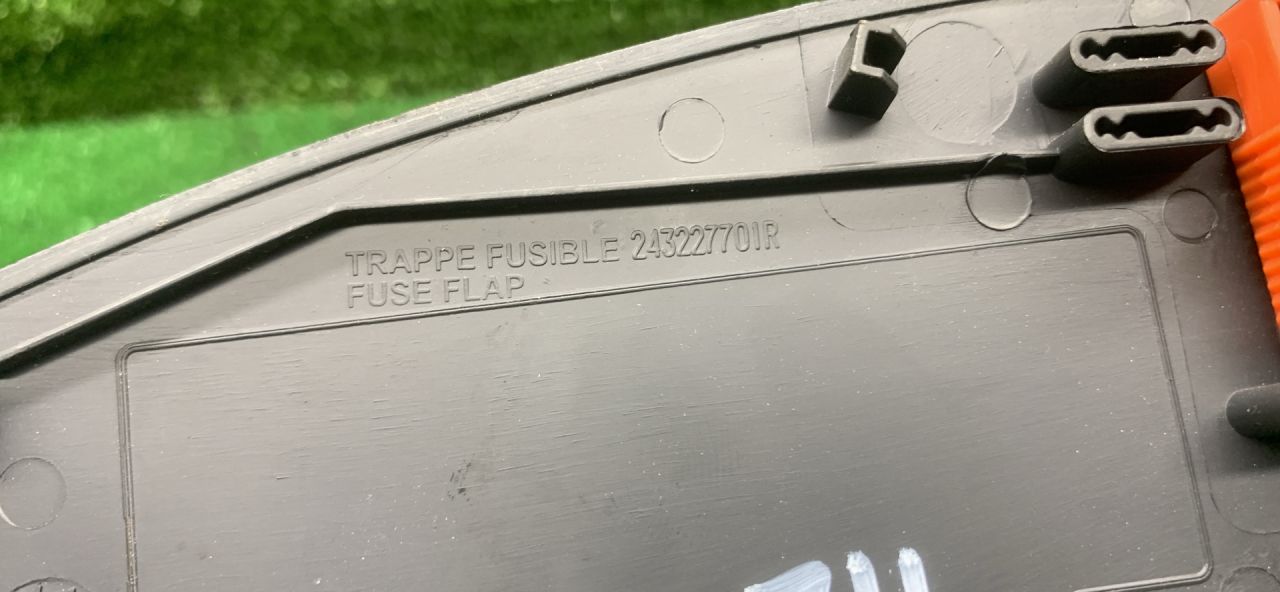 TRAPPE FUSIBLE 243227701R
FUSE FLAP